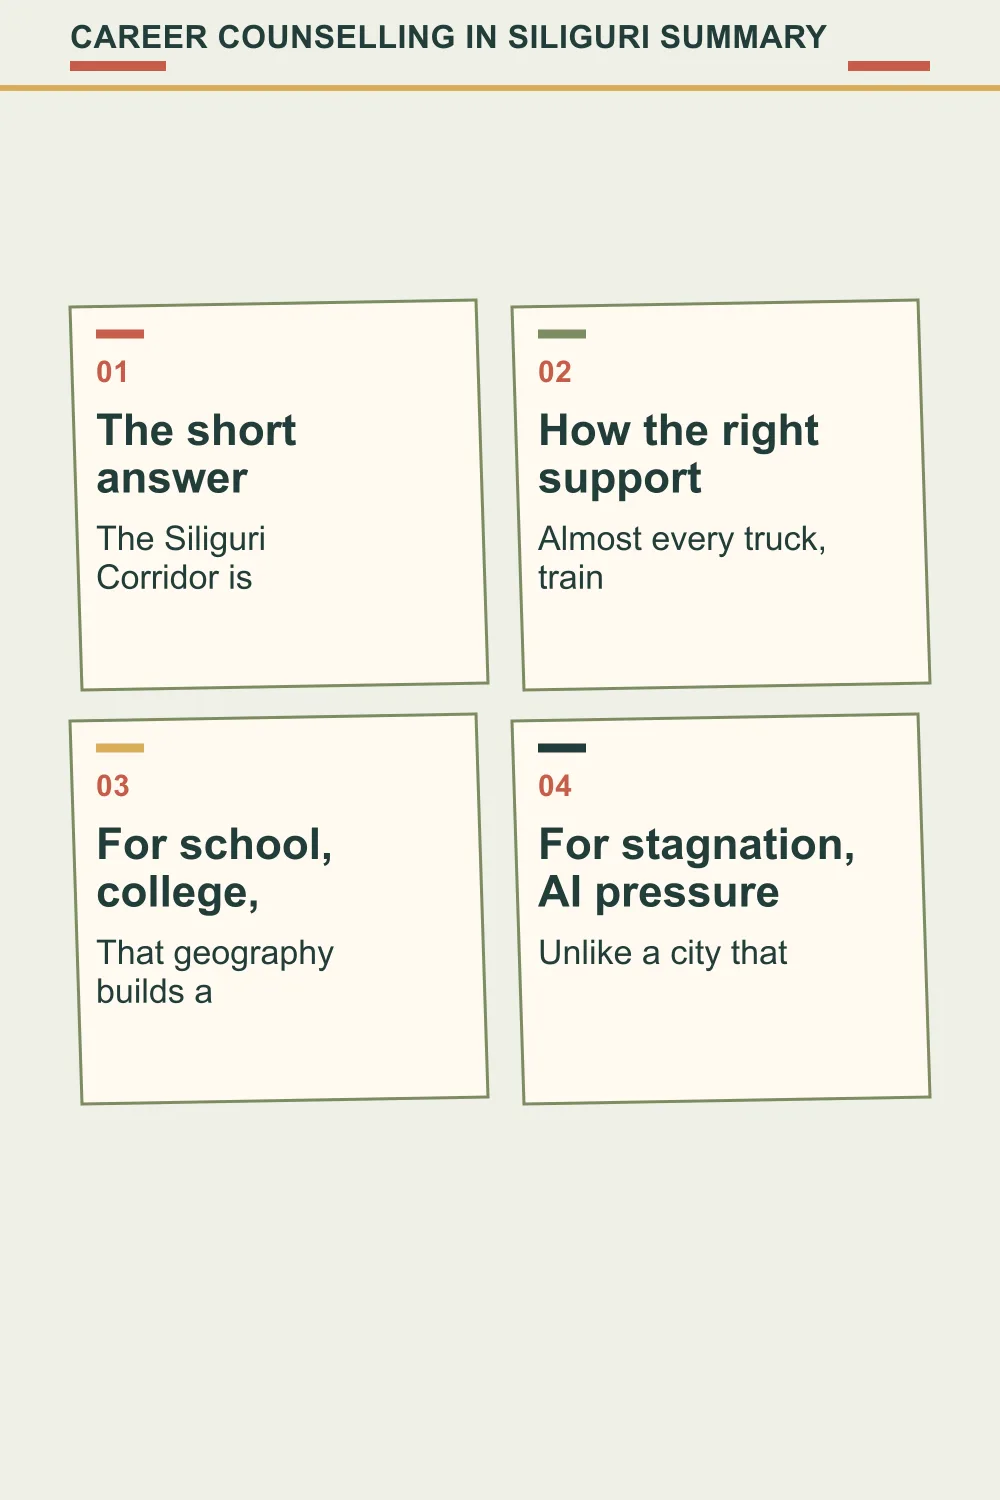 CAREER COUNSELLING IN SILIGURI SUMMARY
01
The short
answer
The Siliguri
Corridor is
02
How the right
support
Almost every truck,
train
03
For school,
college,
That geography
builds a
04
For stagnation,
AI pressure
Unlike a city that